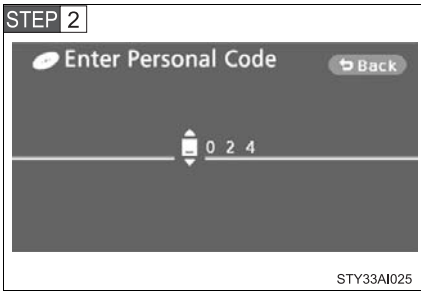 STEP 2
Enter Personal Code
Back
_ 0 2 4
STY33AI025